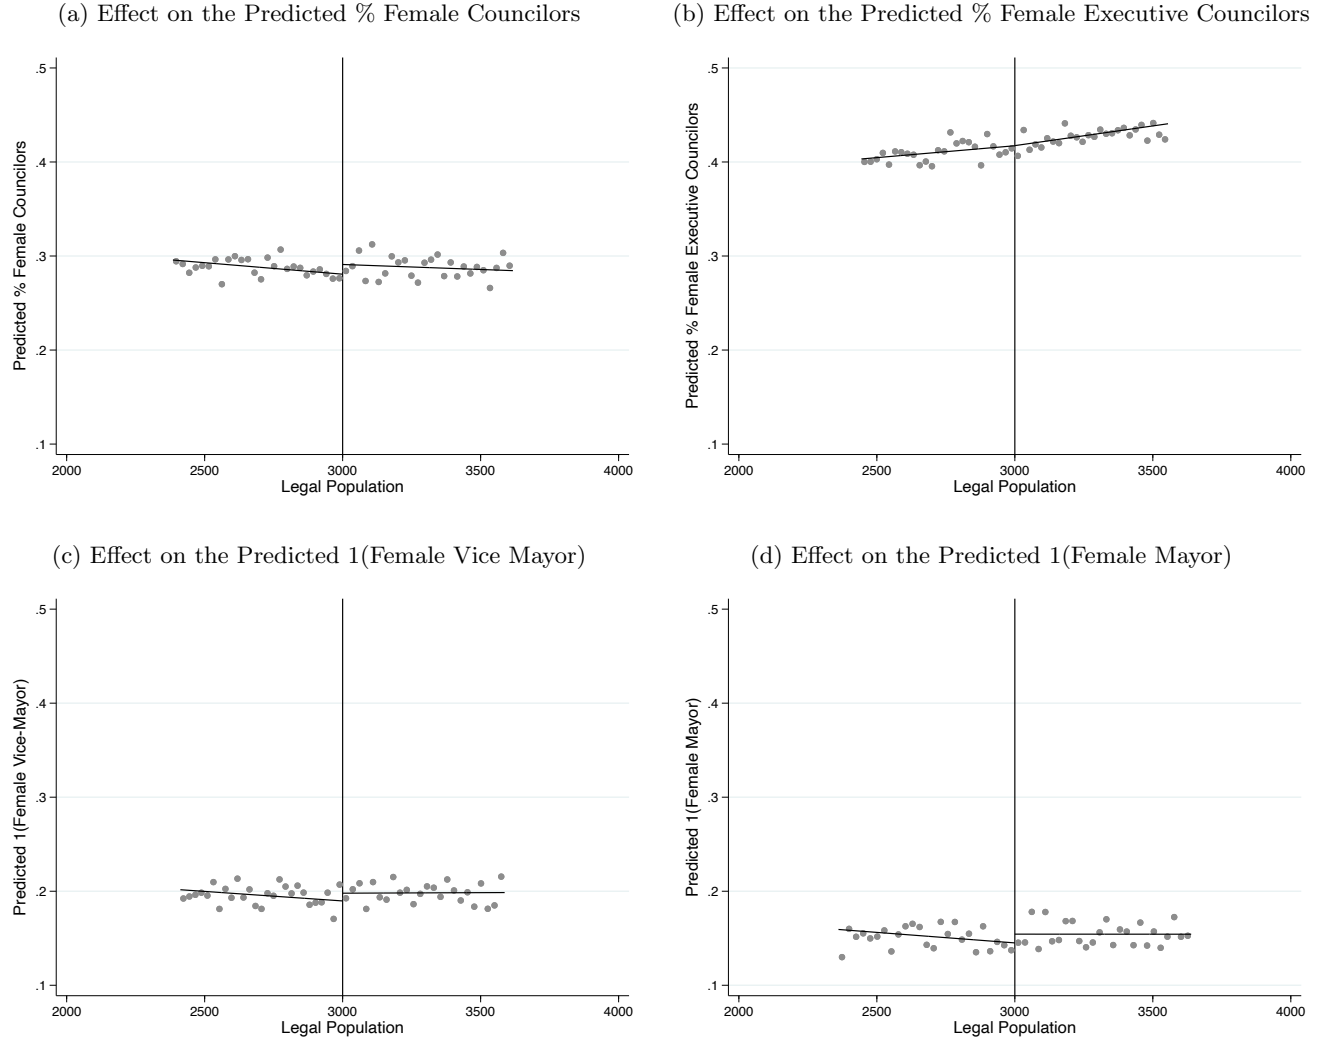 (a) Effect on the Predicted % Female Councilors
.5
.4
.3
.2
.1
Predicted % Female Councilors
2000 2500 3000 3500 4000
Legal Population
(b) Effect on the Predicted % Female Executive Councilors
.5
.4
.3
.2
.1
Predicted % Female Executive Councilors
2000 2500 3000 3500 4000
Legal Population
(c) Effect on the Predicted 1(Female Vice Mayor)
.5
.4
.3
.2
.1
Predicted 1(Female Vice-Mayor)
2000 2500 3000 3500 4000
Legal Population
(d) Effect on the Predicted 1(Female Mayor)
.5
.4
.3
.2
.1
Predicted 1(Female Mayor)
2000 2500 3000 3500 4000
Legal Population